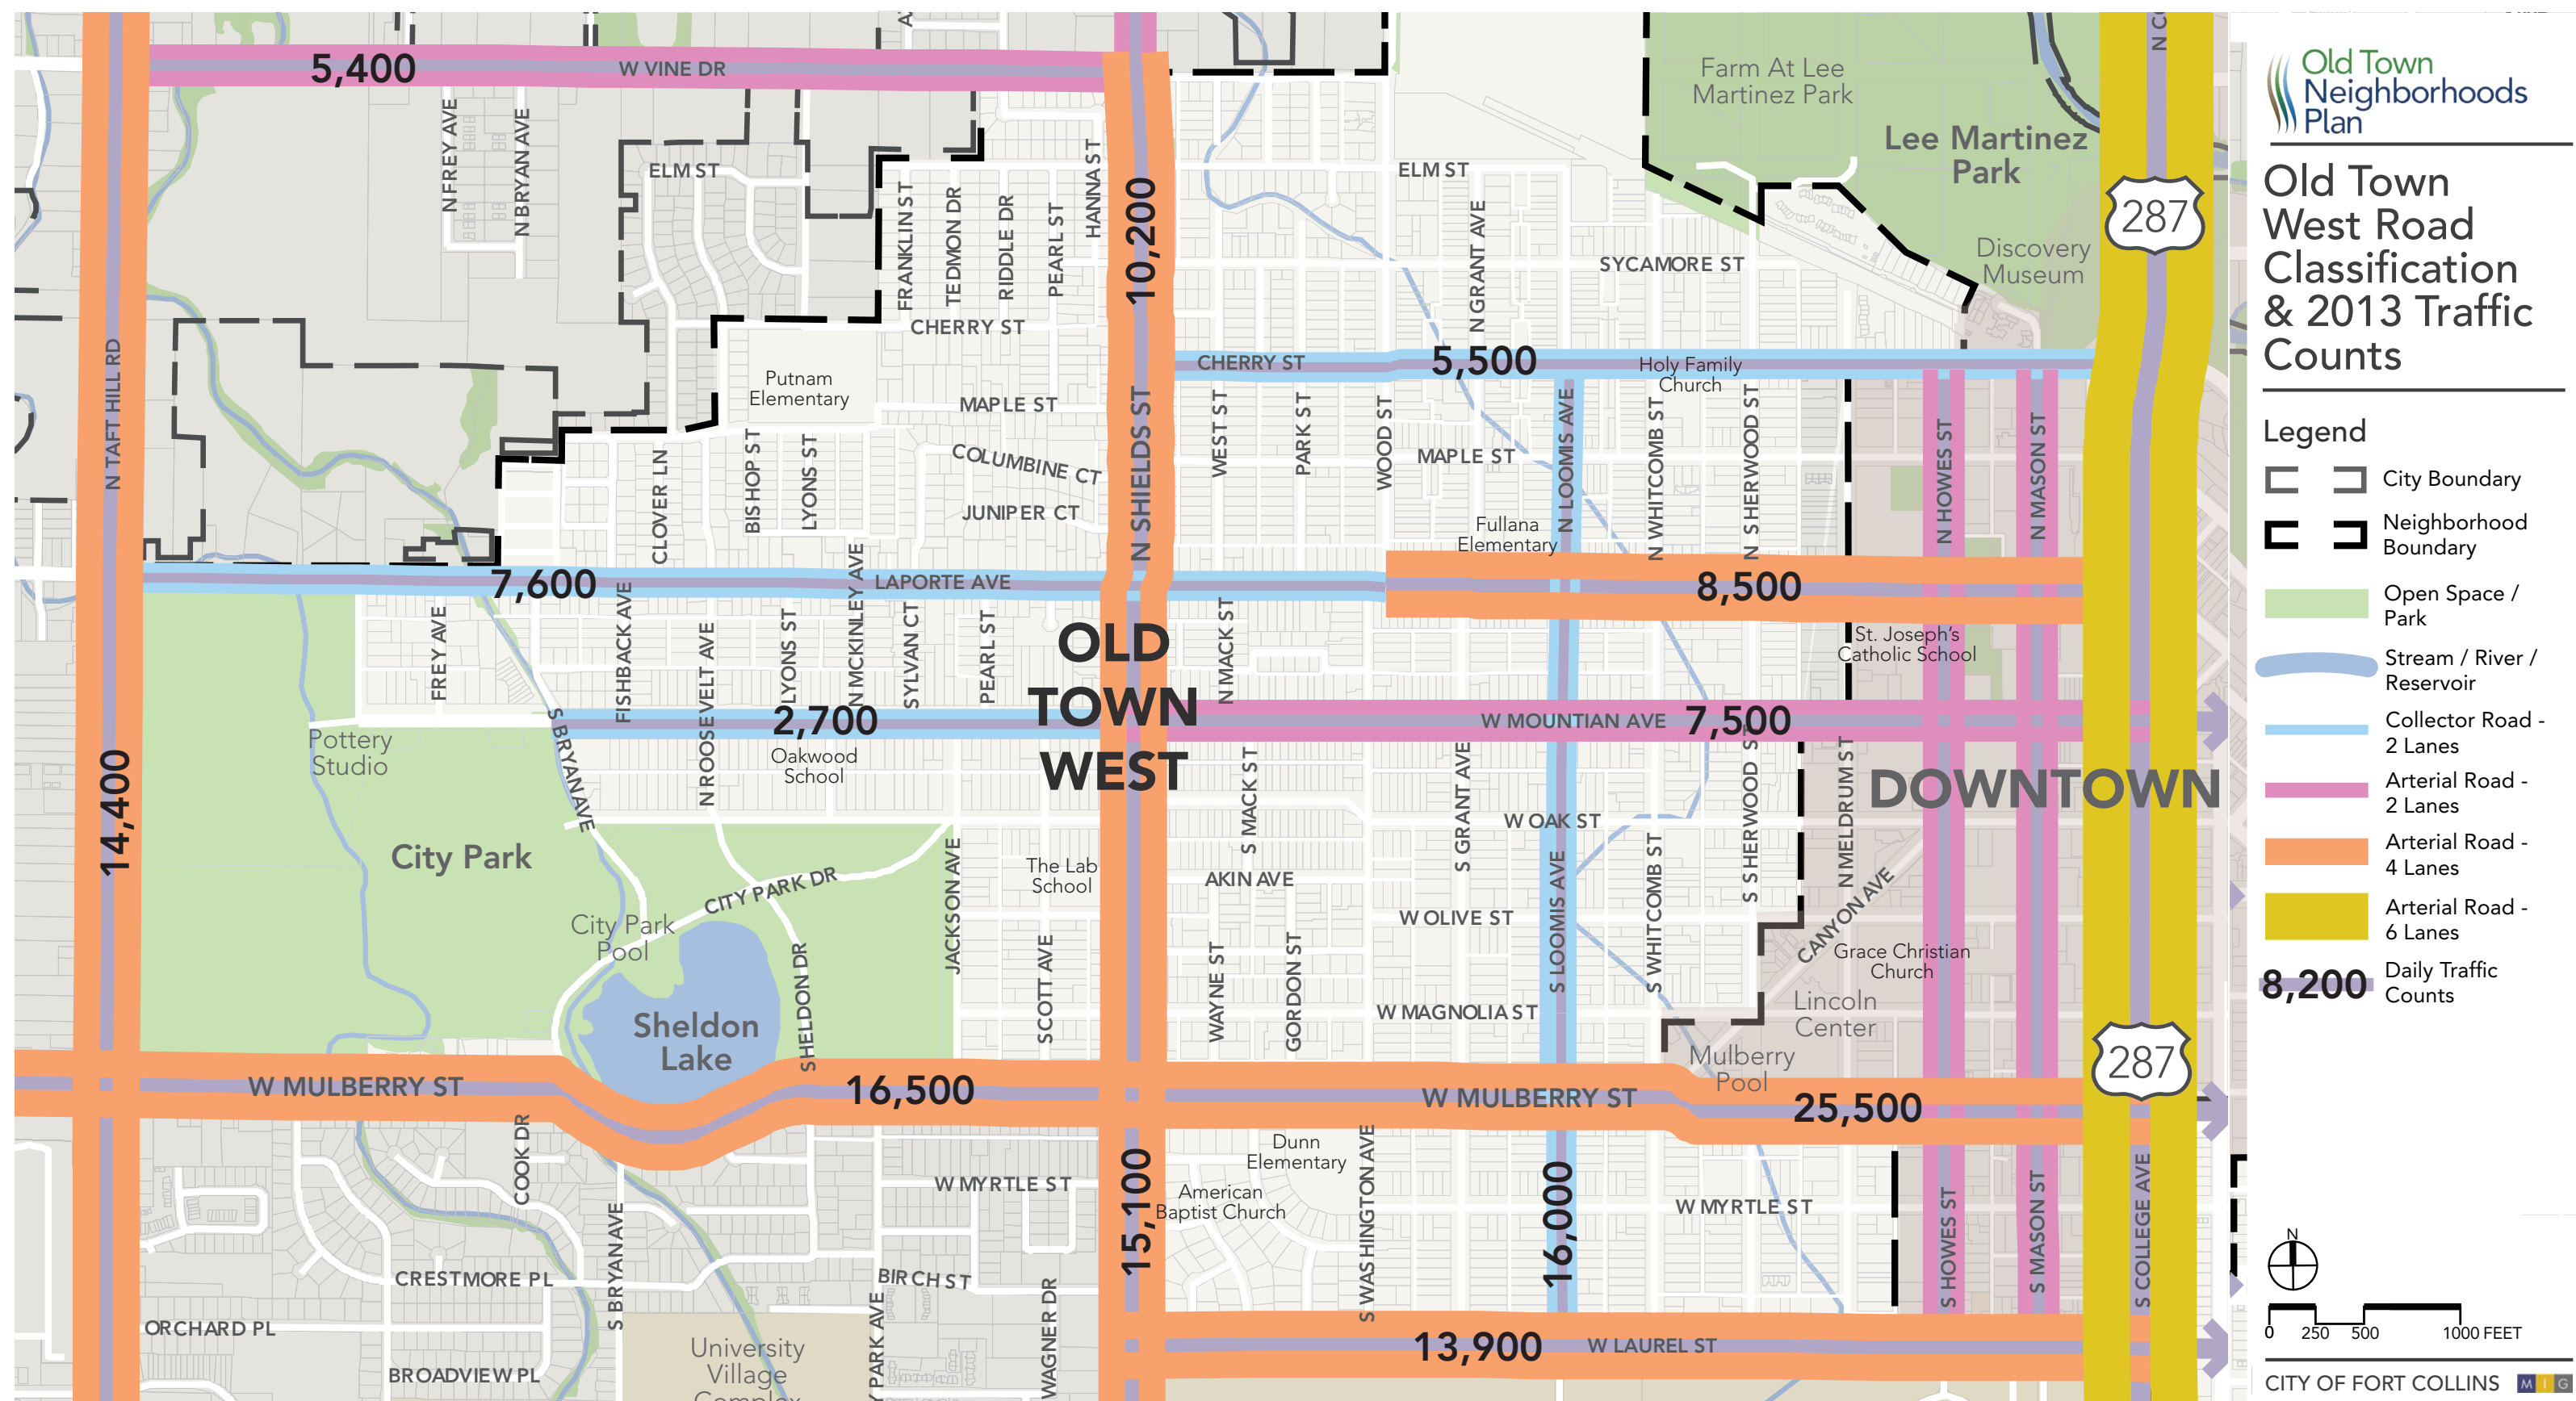 5,400
W VINE DR
N FREY AVE
N BRYAN AVE
ELM ST
FRANKLIN ST
TEDMON DR
RIDDLE DR
PEARL ST
HANNA ST
10,200
ELM ST
N GRANT AVE
SYCAMORE ST
Farm At Lee
Martinez Park
Lee Martinez
Park
Discovery
Museum
287
N TAFT HILL RD
CHERRY ST
CHERRY ST
5,500
Holy Family
Church
Putnam
Elementary
MAPLE ST
COLUMBINE CT
JUNIPER CT
CLOVER LN
BISHOP ST
LYONS ST
N SHIELDS ST
WEST ST
PARK ST
WOOD ST
MAPLE ST
N LOOMIS AVE
N WHITCOMB ST
N SHERWOOD ST
N HOWES ST
N MASON ST
Fullana
Elementary
7,600
LAPORTE AVE
8,500
FREY AVE
FISHBACK AVE
N ROOSEVELT AVE
LYONS ST
N MCKINLEY AVE
SYLVAN CT
PEARL ST
N MACK ST
St. Joseph's
Catholic School
OLD
TOWN
WEST
S BRYAN AVE
2,700
W MOUNTIAN AVE
7,500
Pottery
Studio
Oakwood
School
14,400
S MACK ST
S GRANT AVE
W OAK ST
S SHERWOOD ST
N MELDRUM ST
DOWNTOWN
City Park
CITY PARK DR
JACKSON AVE
The Lab
School
AKIN AVE
W OLIVE ST
S LOOMIS AVE
S WHITCOMB ST
CANYON AVE
Grace Christian
Church
City Park
Pool
SHELDON DR
SCOTT AVE
WAYNE ST
GORDON ST
W MAGNOLIA ST
Lincoln
Center
Sheldon
Lake
Mulberry
Pool
287
W MULBERRY ST
16,500
W MULBERRY ST
25,500
COOK DR
S BRYAN AVE
W MYRTLE ST
15,100
Dunn
Elementary
American
Baptist Church
S WASHINGTON AVE
16,000
W MYRTLE ST
S HOWES ST
S MASON ST
S COLLEGE AVE
CRESTMORE PL
BIRCH ST
ORCHARD PL
BROADVIEW PL
University
Village
Complex
Y PARK AVE
WAGNER DR
13,900
W LAUREL ST
Old Town
Neighborhoods
Plan
Old Town
West Road
Classification
& 2013 Traffic
Counts
Legend
City Boundary
Neighborhood
Boundary
Open Space /
Park
Stream / River /
Reservoir
Collector Road -
2 Lanes
Arterial Road -
2 Lanes
Arterial Road -
4 Lanes
Arterial Road -
6 Lanes
8,200
Daily Traffic
Counts
N
0 250 500 1000 FEET
CITY OF FORT COLLINS
M I G